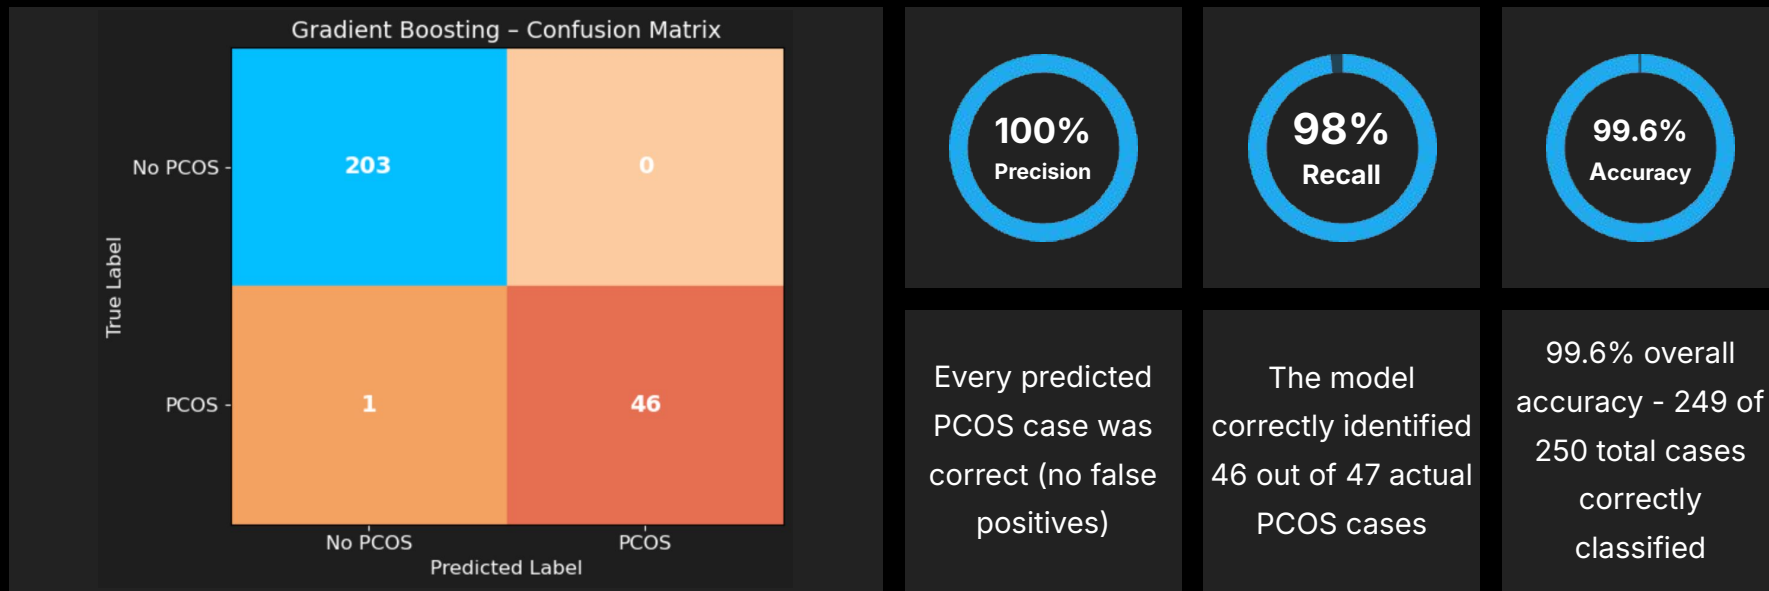 Gradient Boosting – Confusion Matrix
True Label
No PCOS
203
0
PCOS
1
46
No PCOS
PCOS
Predicted Label
100%
Precision
98%
Recall
99.6%
Accuracy
Every predicted
PCOS case was
correct (no false
positives)
The model
correctly identified
46 out of 47 actual
PCOS cases
99.6% overall
accuracy - 249 of
250 total cases
correctly
classified